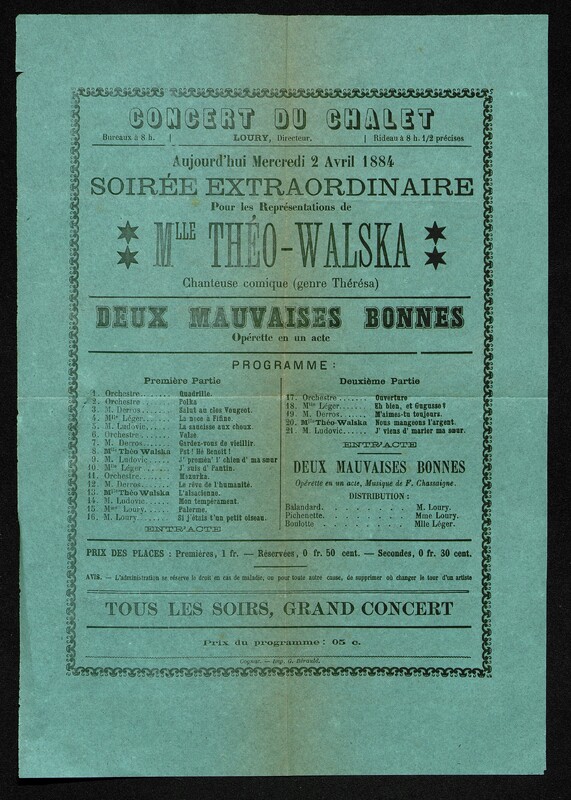 CONCERT DU CHALET
Bureaux à 8 h. | LOURY, Directeur. | Rideau à 8 h. 1/2 précises
Aujourd'hui Mercredi 2 Avril 1884
SOIRÉE EXTRAORDINAIRE
Pour les Représentations de
MLLE THÉO-WALSKA
Chanteuse comique (genre Thérésa)
DEUX MAUVAISES BONNES
Opérette en un acte
PROGRAMME :
Première Partie
1. Orchestre...... Quadrille.
2. Orchestre...... Polka
3. M. Derros...... Salut au clos Vougeot.
4. Mlle Léger..... La noce à Fifine
5. M. Ludovic..... La saucisse aux choux.
6. Orchestre...... Valse
7. M. Derros...... Gardez-vous de vieillir.
8. Mlle Théo Walska Pst ! Hé Benoit !
9. M. Ludovic..... J' promèn' l' chien d' ma sœur
10. Mlle Léger...... J' suis d' Pantin.
11. Orchestre...... Mazurka.
12. M. Derros...... Le rêve de l'humanité.
13. Mlle Théo Walska L'alsacienne.
14. M. Ludovic..... Mon tempérament.
15. Mme Loury..... Palerme.
16. M. Loury...... Si j'étais t'un petit oiseau.
ENTR'ACTE
Deuxième Partie
17. Orchestre...... Ouverture
18. Mlle Léger..... Eh bien, et Gugusse ?
19. M. Derros..... M'aimes-tu toujours.
20. Mlle Théo-Walska Nous mangeons l'argent.
21. M. Ludovic..... J' viens d' marier ma sœur.
ENTR'ACTE
DEUX MAUVAISES BONNES
Opérette en un acte, Musique de F. Chassaigne.
DISTRIBUTION :
Balandard. . . . . . . . . M. Loury.
Pichenette. . . . . . . . . Mme Loury.
Boulotte . . . . . . . . . Mlle Léger.
PRIX DES PLACES : Premières, 1 fr. — Réservées, 0 fr. 50 cent. — Secondes, 0 fr. 30 cent.
AVIS. — L'administration se réserve le droit en cas de maladie, ou pour toute autre cause, de supprimer où changer le tour d'un artiste
TOUS LES SOIRS, GRAND CONCERT
Prix du programme : 05 c.
Cognac. — Imp. G. Bérauld.